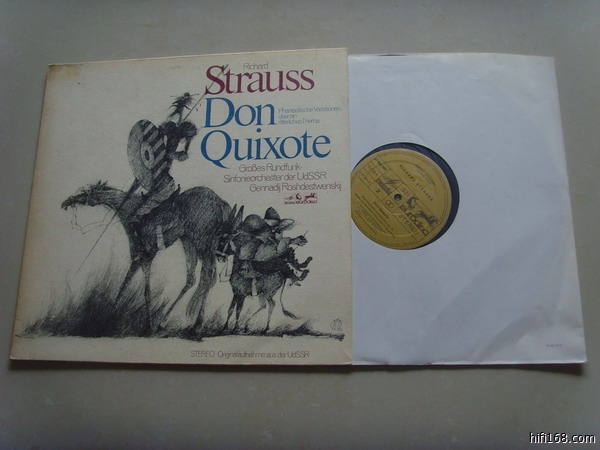 Richard
Strauss
Don
Quixote
Phantastische Variationen
über ein
ritterliches Thema
Großes Rundfunk-
Sinfonieorchester der UdSSR
Gennadij Roshdestwenskij
STEREO · Originalaufnahme aus der UdSSR
hifi168.com